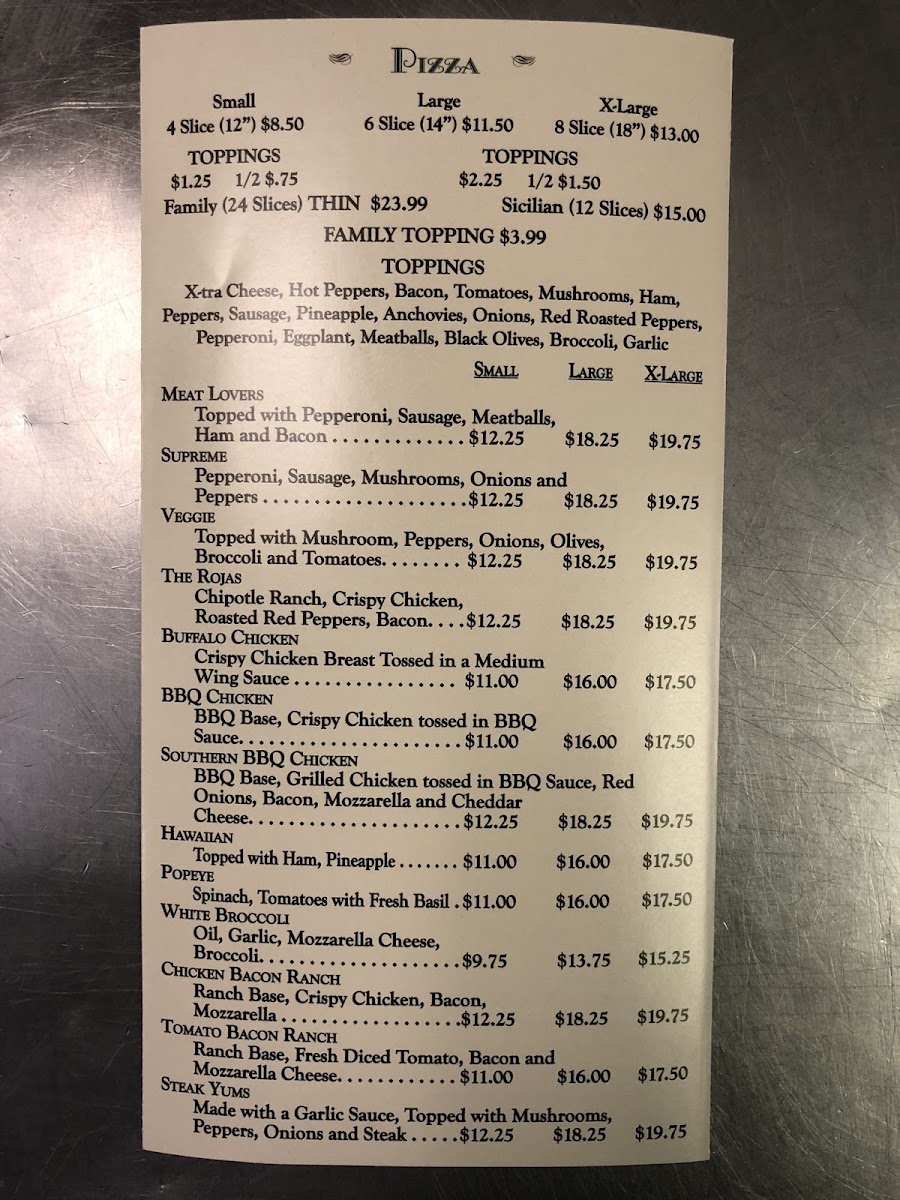 PIZZA
Small Large X-Large
4 Slice (12”) $8.50 6 Slice (14”) $11.50 8 Slice (18”) $13.00
TOPPINGS TOPPINGS
$1.25 1/2 $.75 $2.25 1/2 $1.50
Family (24 Slices) THIN $23.99 Sicilian (12 Slices) $15.00
FAMILY TOPPING $3.99
TOPPINGS
X-tra Cheese, Hot Peppers, Bacon, Tomatoes, Mushrooms, Ham,
Peppers, Sausage, Pineapple, Anchovies, Onions, Red Roasted Peppers,
Pepperoni, Eggplant, Meatballs, Black Olives, Broccoli, Garlic
SMALL LARGE X-LARGE
MEAT LOVERS
Topped with Pepperoni, Sausage, Meatballs,
Ham and Bacon . . . . . . . . . . . . . $12.25 $18.25 $19.75
SUPREME
Pepperoni, Sausage, Mushrooms, Onions and
Peppers . . . . . . . . . . . . . . . . . . . . $12.25 $18.25 $19.75
VEGGIE
Topped with Mushroom, Peppers, Onions, Olives,
Broccoli and Tomatoes. . . . . . . . $12.25 $18.25 $19.75
THE ROJAS
Chipotle Ranch, Crispy Chicken,
Roasted Red Peppers, Bacon. . . . $12.25 $18.25 $19.75
BUFFALO CHICKEN
Crispy Chicken Breast Tossed in a Medium
Wing Sauce . . . . . . . . . . . . . . . . $11.00 $16.00 $17.50
BBQ CHICKEN
BBQ Base, Crispy Chicken tossed in BBQ
Sauce. . . . . . . . . . . . . . . . . . . . . . $11.00 $16.00 $17.50
SOUTHERN BBQ CHICKEN
BBQ Base, Grilled Chicken tossed in BBQ Sauce, Red
Onions, Bacon, Mozzarella and Cheddar
Cheese. . . . . . . . . . . . . . . . . . . . . $12.25 $18.25 $19.75
HAWAIIAN
Topped with Ham, Pineapple . . . . . . . $11.00 $16.00 $17.50
POPEYE
Spinach, Tomatoes with Fresh Basil . $11.00 $16.00 $17.50
WHITE BROCCOLI
Oil, Garlic, Mozzarella Cheese,
Broccoli. . . . . . . . . . . . . . . . . . . . $9.75 $13.75 $15.25
CHICKEN BACON RANCH
Ranch Base, Crispy Chicken, Bacon,
Mozzarella . . . . . . . . . . . . . . . . . . $12.25 $18.25 $19.75
TOMATO BACON RANCH
Ranch Base, Fresh Diced Tomato, Bacon and
Mozzarella Cheese. . . . . . . . . . . . $11.00 $16.00 $17.50
STEAK YUMS
Made with a Garlic Sauce, Topped with Mushrooms,
Peppers, Onions and Steak . . . . . $12.25 $18.25 $19.75